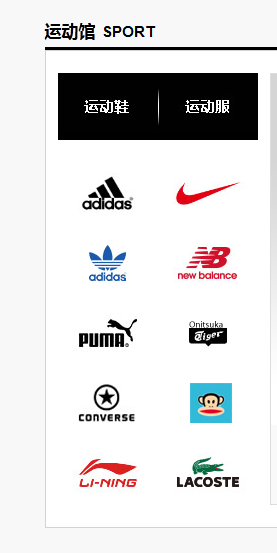 运动馆 SPORT
运动鞋 运动服
adidas
adidas
new balance
PUMA
Onitsuka
Tiger
CONVERSE
LI-NING
LACOSTE